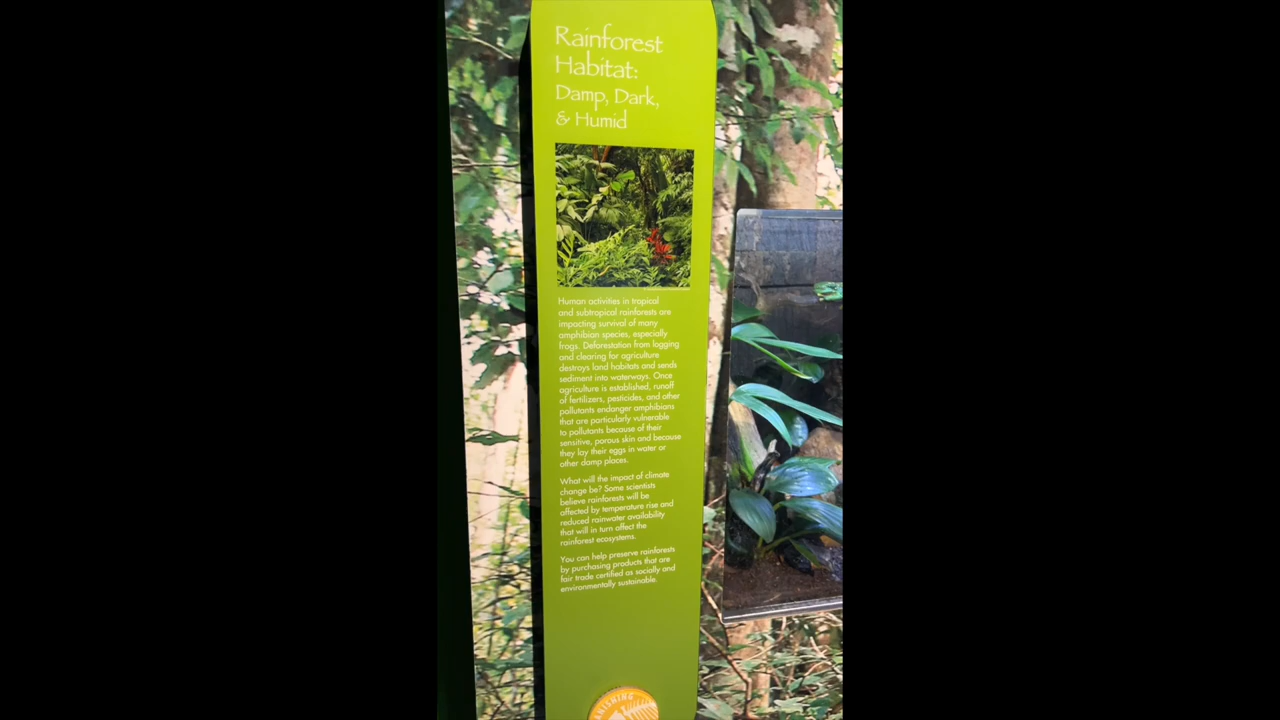 Rainforest
Habitat:
Damp, Dark,
& Humid
Human activities in tropical
and subtropical rainforests are
impacting survival of many
amphibian species, especially
frogs. Deforestation from logging
and clearing for agriculture
destroys land habitats and sends
sediment into waterways. Once
agriculture is established, runoff
of fertilizers, pesticides, and other
pollutants endanger amphibians
that are particularly vulnerable
to pollutants because of their
sensitive, porous skin and because
they lay their eggs in water or
other damp places.
What will the impact of climate
change be? Some scientists
believe rainforests will be
affected by temperature rise and
reduced rainwater availability
that will in turn affect the
rainforest ecosystems.
You can help preserve rainforests
by purchasing products that are
fair trade certified as socially and
environmentally sustainable.